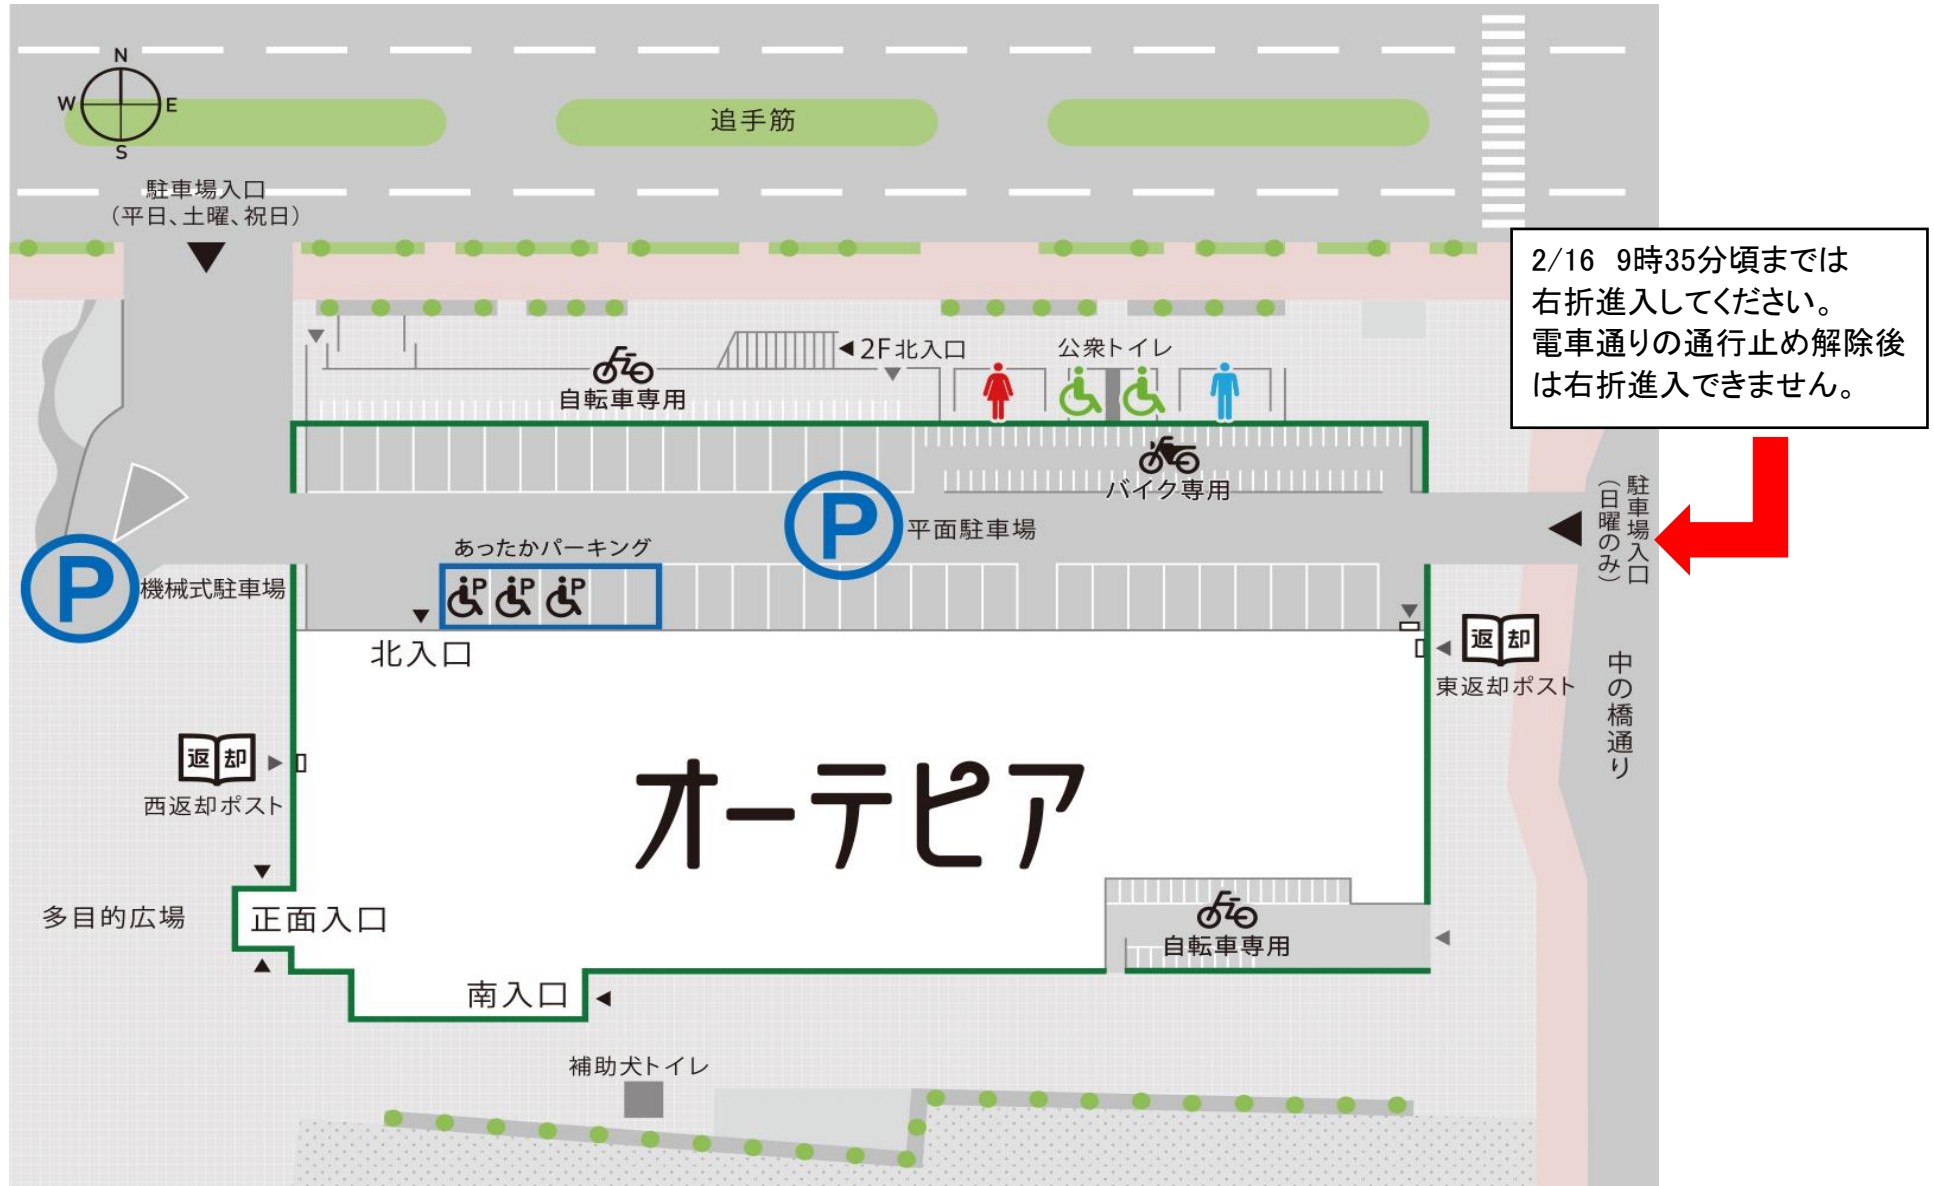 N
W
E
S
追手筋
駐車場入口
(平日、土曜、祝日)
2/16 9時35分頃までは
右折進入してください。
電車通りの通行止め解除後
は右折進入できません。
2F北入口
公衆トイレ
自転車専用
バイク専用
駐車場入口
(日曜のみ)
P
平面駐車場
あったかパーキング
P
機械式駐車場
P
P
P
北入口
返却
東返却ポスト
中の橋通り
返却
西返却ポスト
オーテピア
多目的広場
正面入口
自転車専用
南入口
補助犬トイレ